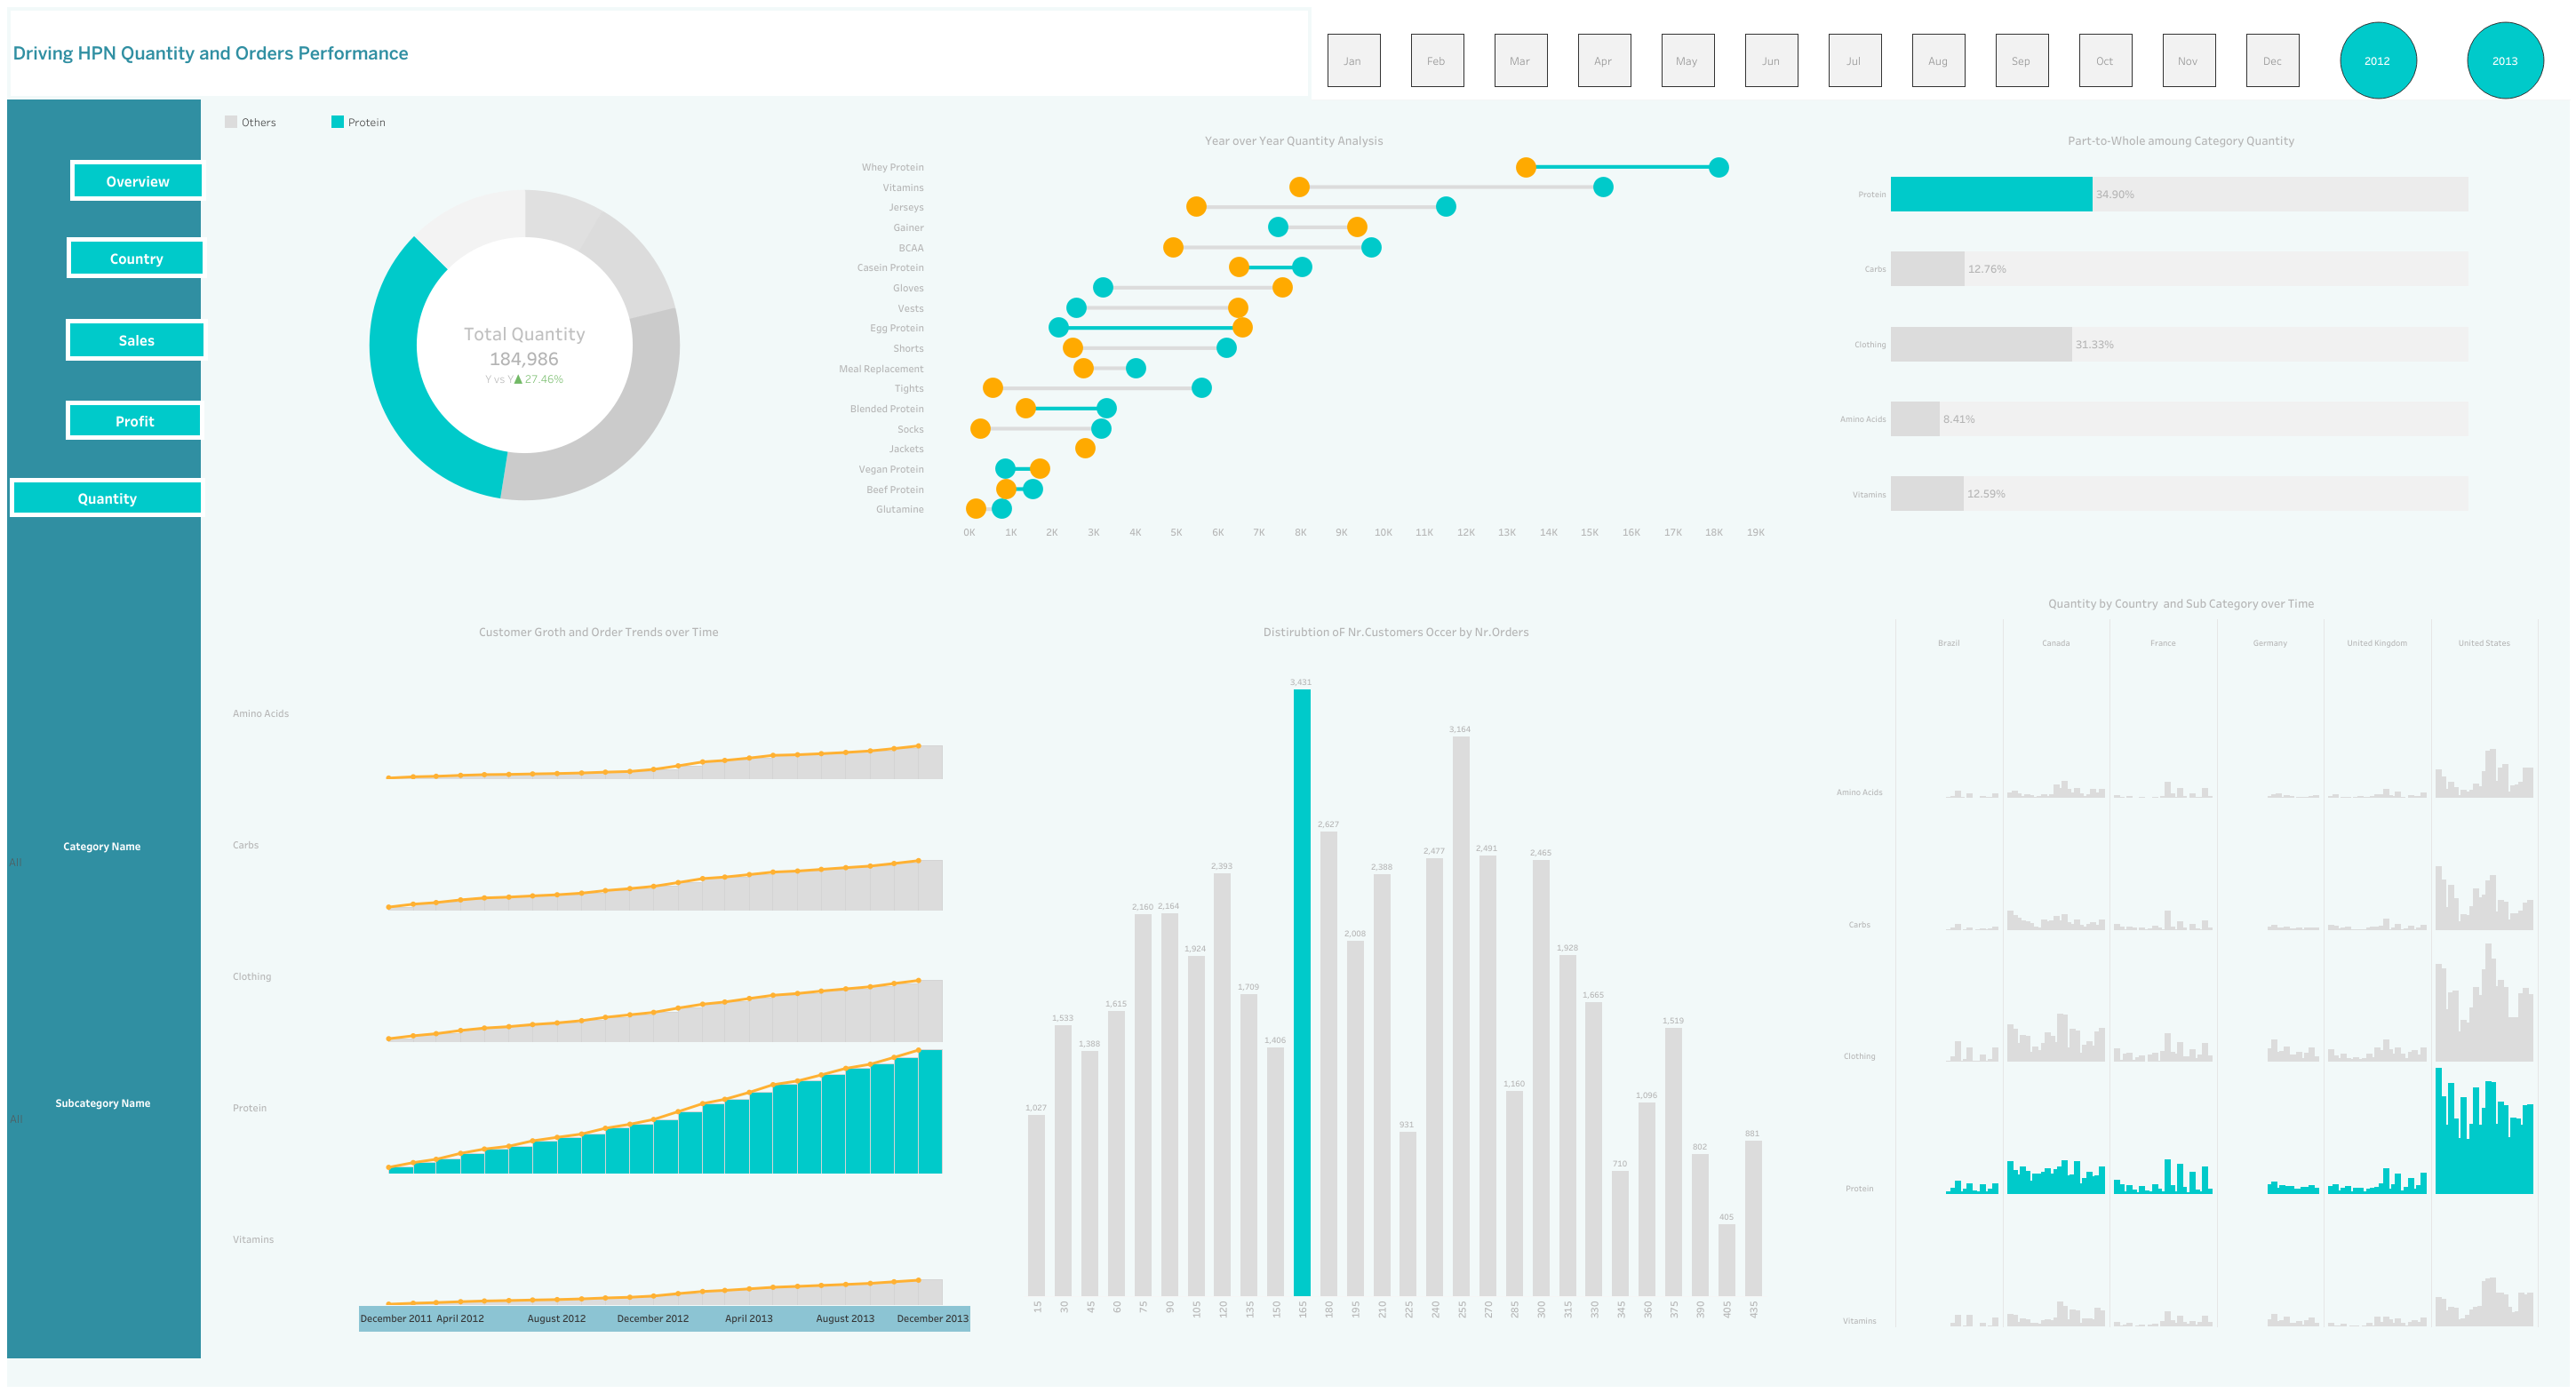 Driving HPN Quantity and Orders Performance
Jan Feb Mar Apr May Jun Jul Aug Sep Oct Nov Dec 2012 2013
Overview
Country
Sales
Profit
Quantity
Category Name
All
Subcategory Name
All
Others Protein
Total Quantity
184,986
Y vs Y▲ 27.46%
Year over Year Quantity Analysis
Whey Protein
Vitamins
Jerseys
Gainer
BCAA
Casein Protein
Gloves
Vests
Egg Protein
Shorts
Meal Replacement
Tights
Blended Protein
Socks
Jackets
Vegan Protein
Beef Protein
Glutamine
0K 1K 2K 3K 4K 5K 6K 7K 8K 9K 10K 11K 12K 13K 14K 15K 16K 17K 18K 19K
Part-to-Whole amoung Category Quantity
Protein 34.90%
Carbs 12.76%
Clothing 31.33%
Amino Acids 8.41%
Vitamins 12.59%
Customer Groth and Order Trends over Time
Amino Acids
Carbs
Clothing
Protein
Vitamins
December 2011 April 2012 August 2012 December 2012 April 2013 August 2013 December 2013
Distirubtion oF Nr.Customers Occer by Nr.Orders
1,027 1,533 1,388 1,615 2,160 2,164 1,924 2,393 1,709 1,406 3,431 2,627 2,008 2,388 931 2,477 3,164 2,491 1,160 2,465 1,928 1,665 710 1,096 1,519 802 405 881
15 30 45 60 75 90 105 120 135 150 165 180 195 210 225 240 255 270 285 300 315 330 345 360 375 390 405 435
Quantity by Country and Sub Category over Time
Brazil Canada France Germany United Kingdom United States
Amino Acids
Carbs
Clothing
Protein
Vitamins